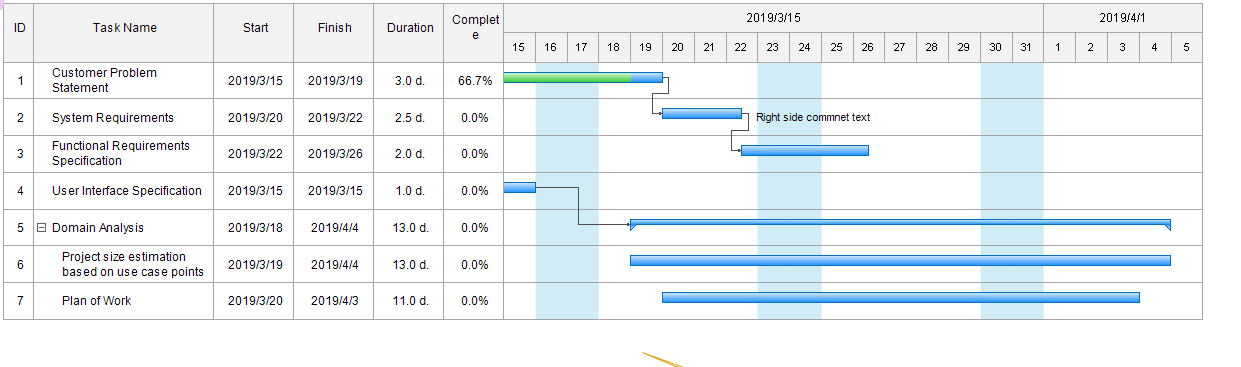 ID Task Name Start Finish Duration Complet
e 2019/3/15 2019/4/1
15 16 17 18 19 20 21 22 23 24 25 26 27 28 29 30 31 1 2 3 4 5
1 Customer Problem
Statement 2019/3/15 2019/3/19 3.0 d. 66.7%
2 System Requirements 2019/3/20 2019/3/22 2.5 d. 0.0% Right side commnet text
3 Functional Requirements
Specification 2019/3/22 2019/3/26 2.0 d. 0.0%
4 User Interface Specification 2019/3/15 2019/3/15 1.0 d. 0.0%
5 Domain Analysis 2019/3/18 2019/4/4 13.0 d. 0.0%
6 Project size estimation
based on use case points 2019/3/19 2019/4/4 13.0 d. 0.0%
7 Plan of Work 2019/3/20 2019/4/3 11.0 d. 0.0%